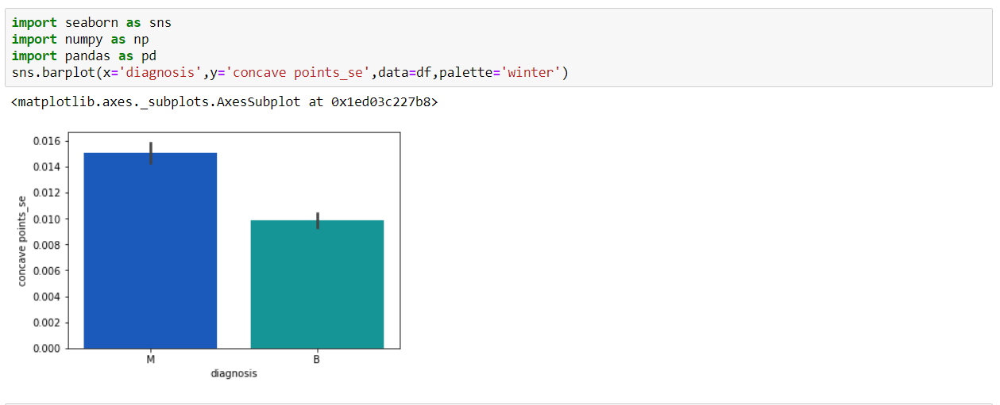 import seaborn as sns
import numpy as np
import pandas as pd
sns.barplot(x='diagnosis',y='concave points_se',data=df,palette='winter')
<matplotlib.axes._subplots.AxesSubplot at 0x1ed03c227b8>
0.016
0.014
0.012
0.010
0.008
0.006
0.004
0.002
0.000
concave points_se
M B
diagnosis